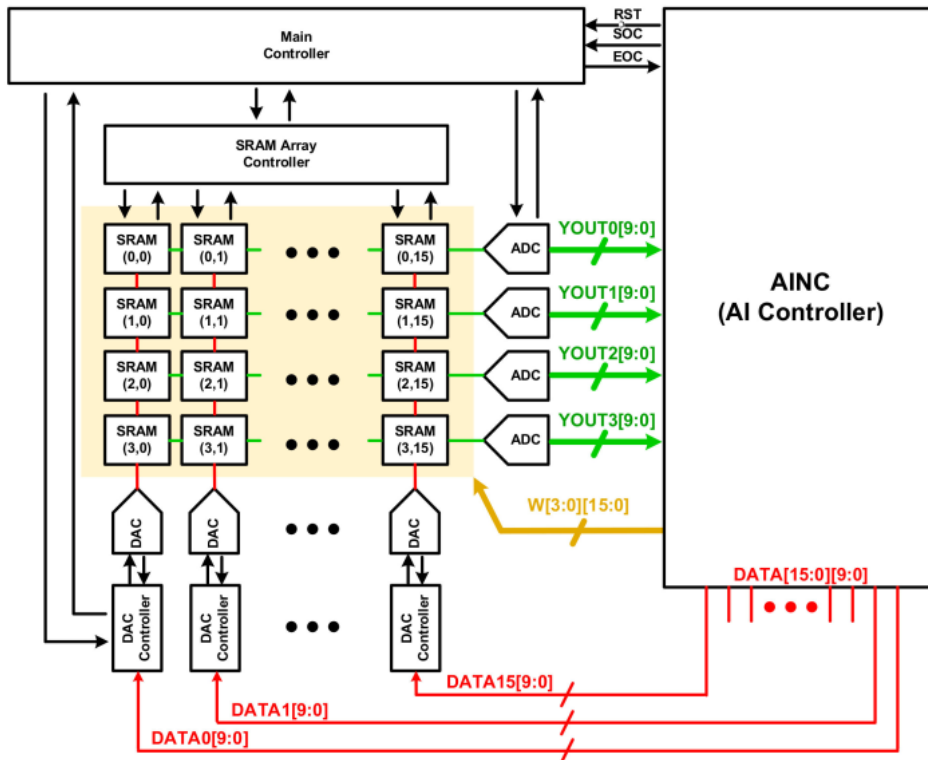 RST
SOC
EOC
Main
Controller
SRAM Array
Controller
SRAM
(0,0)
SRAM
(0,1)
SRAM
(0,15)
ADC
YOUT0[9:0]
SRAM
(1,0)
SRAM
(1,1)
SRAM
(1,15)
ADC
YOUT1[9:0]
AINC
(AI Controller)
SRAM
(2,0)
SRAM
(2,1)
SRAM
(2,15)
ADC
YOUT2[9:0]
SRAM
(3,0)
SRAM
(3,1)
SRAM
(3,15)
ADC
YOUT3[9:0]
W[3:0][15:0]
DAC
DAC
DAC
DATA[15:0][9:0]
DAC
Controller
DAC
Controller
DAC
Controller
DATA15[9:0]
DATA1[9:0]
DATA0[9:0]